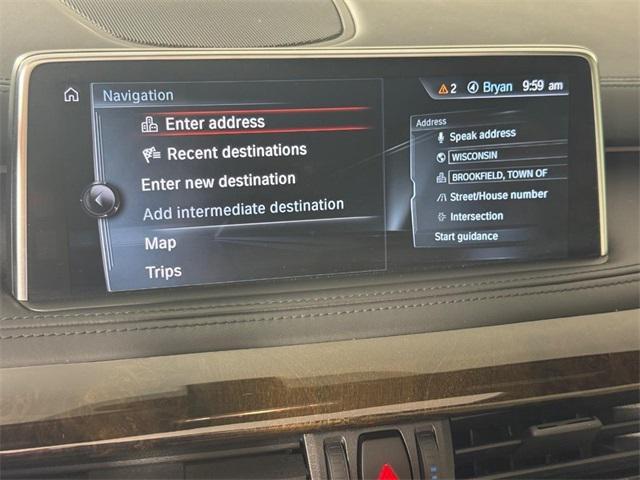 Navigation
2 Bryan 9:59 am
Enter address
Recent destinations
Enter new destination
Add intermediate destination
Map
Trips
Address
Speak address
WISCONSIN
BROOKFIELD, TOWN OF
Street/House number
Intersection
Start guidance